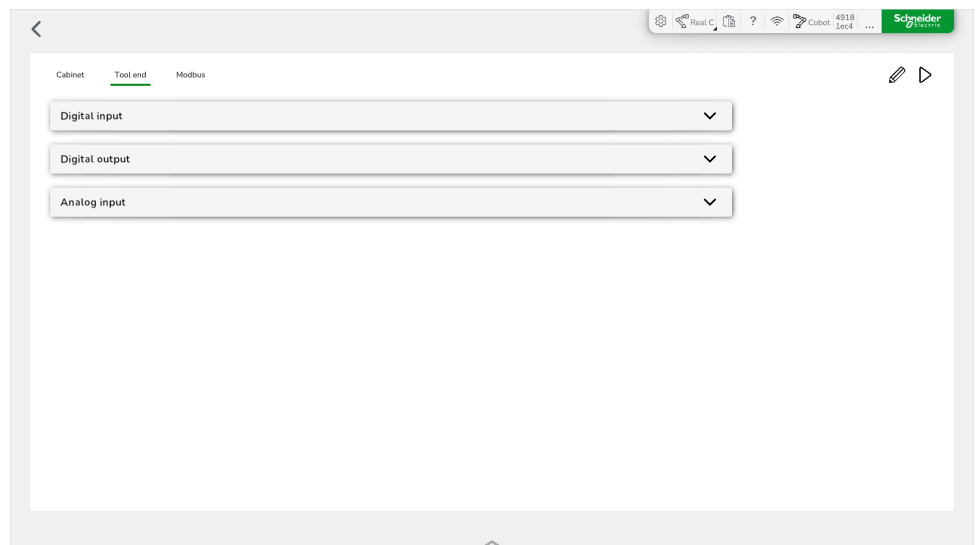 Real C
?
Cobot
4918
1ec4
...
Schneider
Electric
Cabinet
Tool end
Modbus
Digital input
Digital output
Analog input